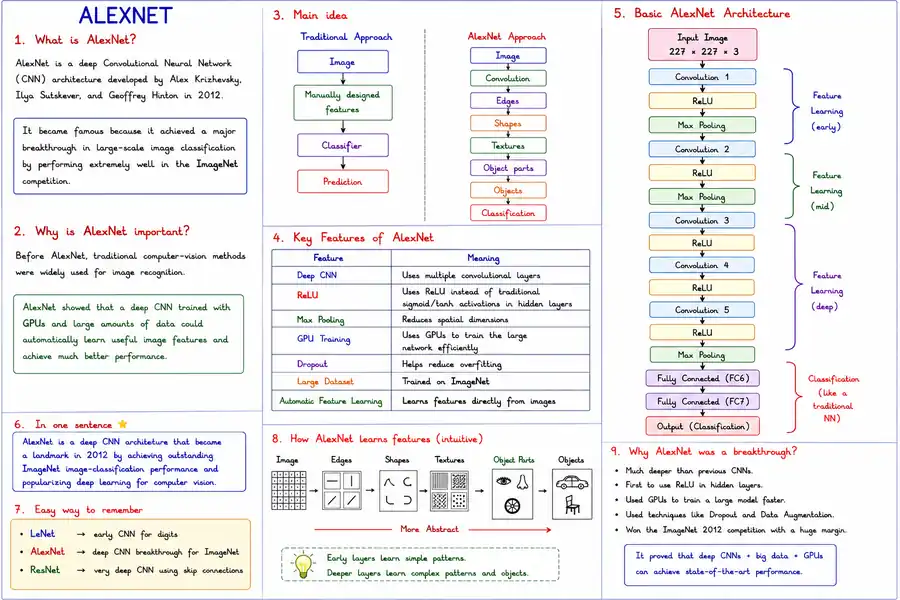 ALEXNET
1. What is AlexNet?
AlexNet is a deep Convolutional Neural Network
(CNN) architecture developed by Alex Krizhevsky,
Ilya Sutskever, and Geoffrey Hinton in 2012.
It became famous because it achieved a major
breakthrough in large-scale image classification
by performing extremely well in the ImageNet
competition.
2. Why is AlexNet important?
Before AlexNet, traditional computer-vision methods
were widely used for image recognition.
AlexNet showed that a deep CNN trained with
GPUs and large amounts of data could
automatically learn useful image features and
achieve much better performance.
3. Main idea
Traditional Approach
Image
Manually designed
features
Classifier
Prediction
AlexNet Approach
Image
Convolution
Edges
Shapes
Textures
Object parts
Objects
Classification
4. Key Features of AlexNet
Feature Meaning
Deep CNN Uses multiple convolutional layers
ReLU Uses ReLU instead of traditional
sigmoid/tanh activations in hidden layers
Max Pooling Reduces spatial dimensions
GPU Training Uses GPUs to train the large
network efficiently
Dropout Helps reduce overfitting
Large Dataset Trained on ImageNet
Automatic Feature Learning Learns features directly from images
5. Basic AlexNet Architecture
Input Image
227 × 227 × 3
Convolution 1
ReLU
Max Pooling
Feature
Learning
(early)
Convolution 2
ReLU
Max Pooling
Feature
Learning
(mid)
Convolution 3
ReLU
Convolution 4
ReLU
Convolution 5
ReLU
Max Pooling
Feature
Learning
(deep)
Fully Connected (FC6)
Fully Connected (FC7)
Output (Classification)
Classification
(like a
traditional
NN)
6. In one sentence ⭐
AlexNet is a deep CNN architeture that became
a landmark in 2012 by achieving outstanding
ImageNet image-classification performance and
popularizing deep learning for computer vision.
7. Easy way to remember
• LeNet → early CNN for digits
• AlexNet → deep CNN breakthrough for ImageNet
• ResNet → very deep CNN using skip connections
8. How AlexNet learns features (intuitive)
Image Edges Shapes Textures Object Parts Objects
More Abstract
Early layers learn simple patterns.
Deeper layers learn complex patterns and objects.
9. Why AlexNet was a breakthrough?
• Much deeper than previous CNNs.
• First to use ReLU in hidden layers.
• Used GPUs to train a large model faster.
• Used techniques like Dropout and Data Augmentation.
• Won the ImageNet 2012 competition with a huge margin.
It proved that deep CNNs + big data + GPUs
can achieve state-of-the-art performance.